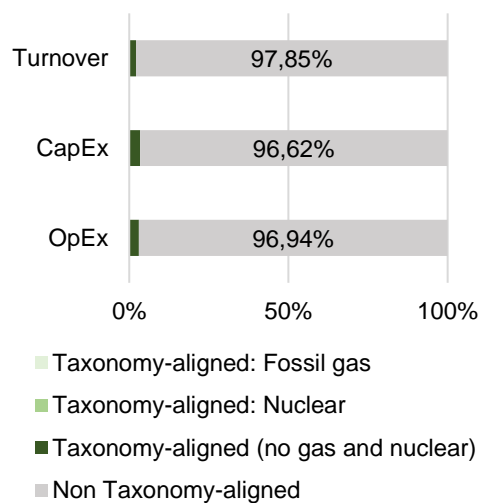 Turnover 97,85%
CapEx 96,62%
OpEx 96,94%
0% 50% 100%
Taxonomy-aligned: Fossil gas
Taxonomy-aligned: Nuclear
Taxonomy-aligned (no gas and nuclear)
Non Taxonomy-aligned